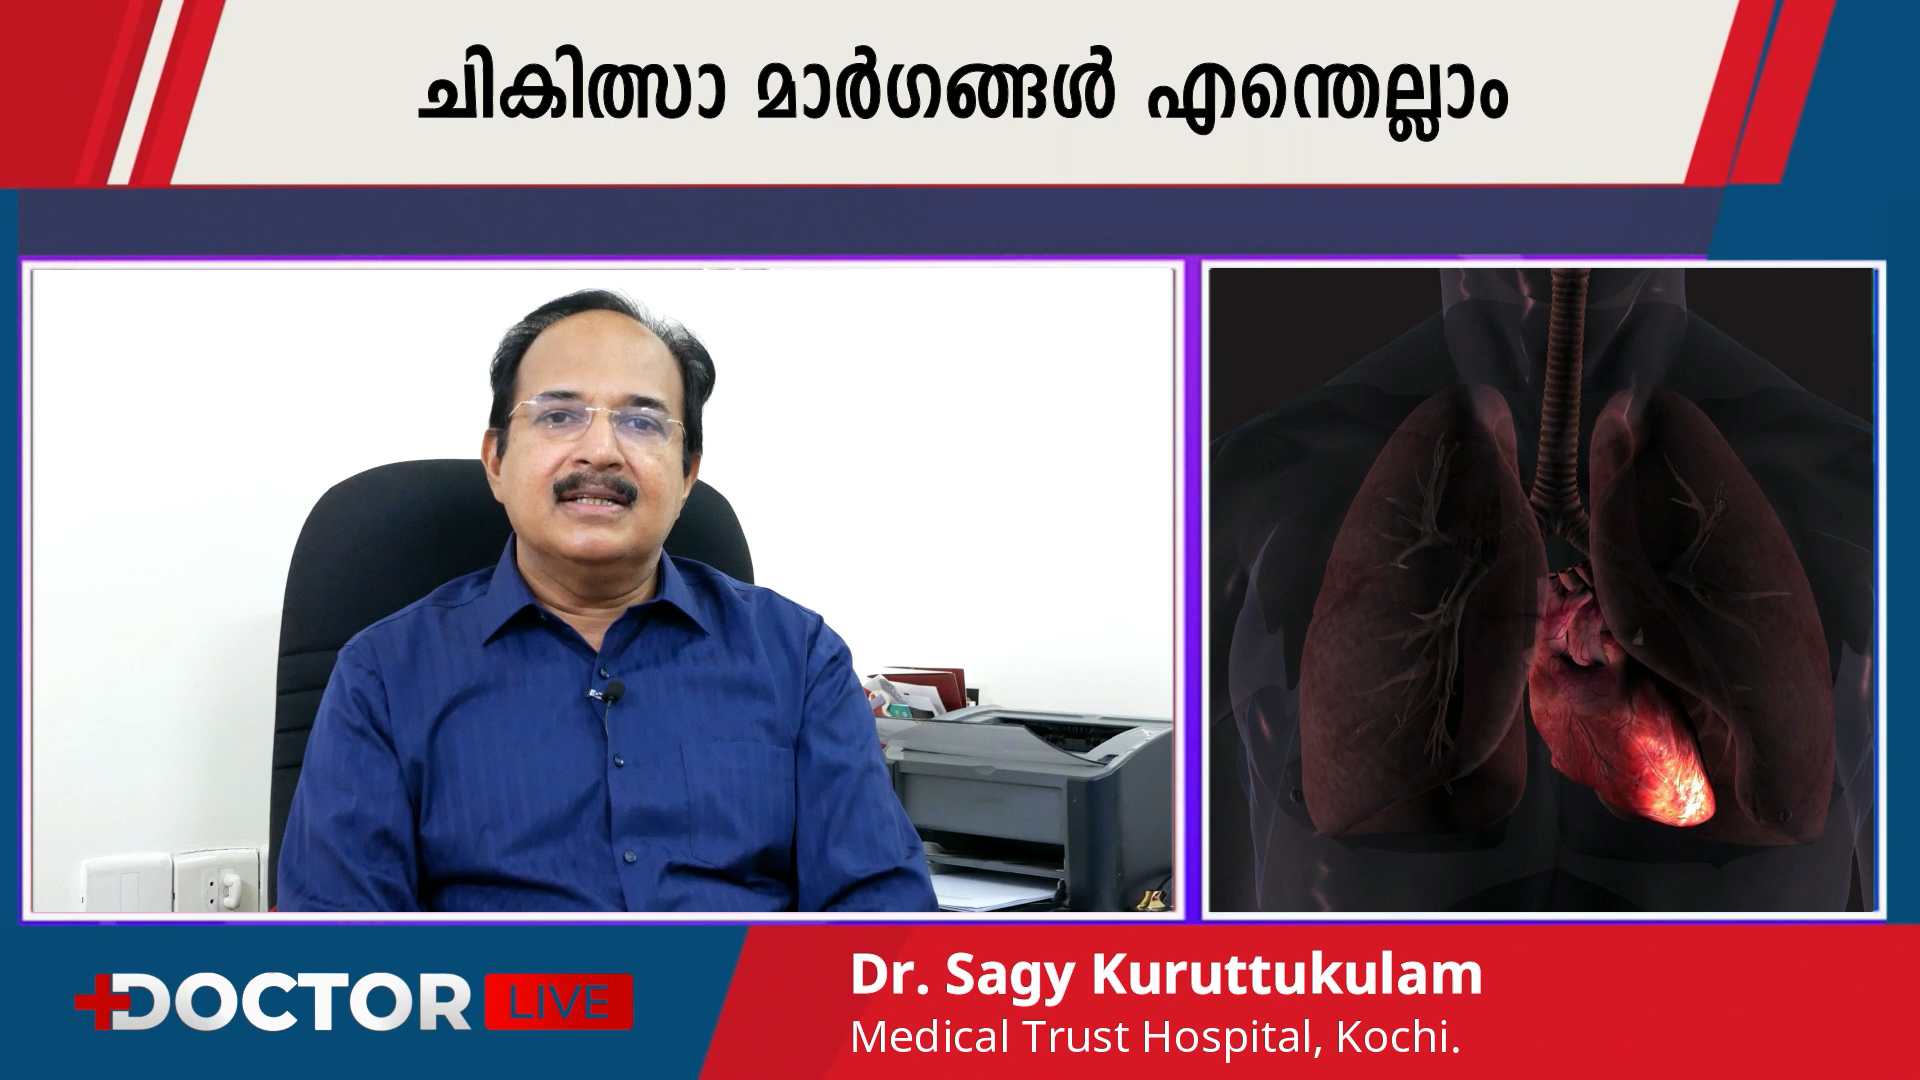 ചികിത്സാ മാർഗങ്ങൾ എന്തെല്ലാം
DOCTOR LIVE
Dr. Sagy Kuruttukulam
Medical Trust Hospital, Kochi.